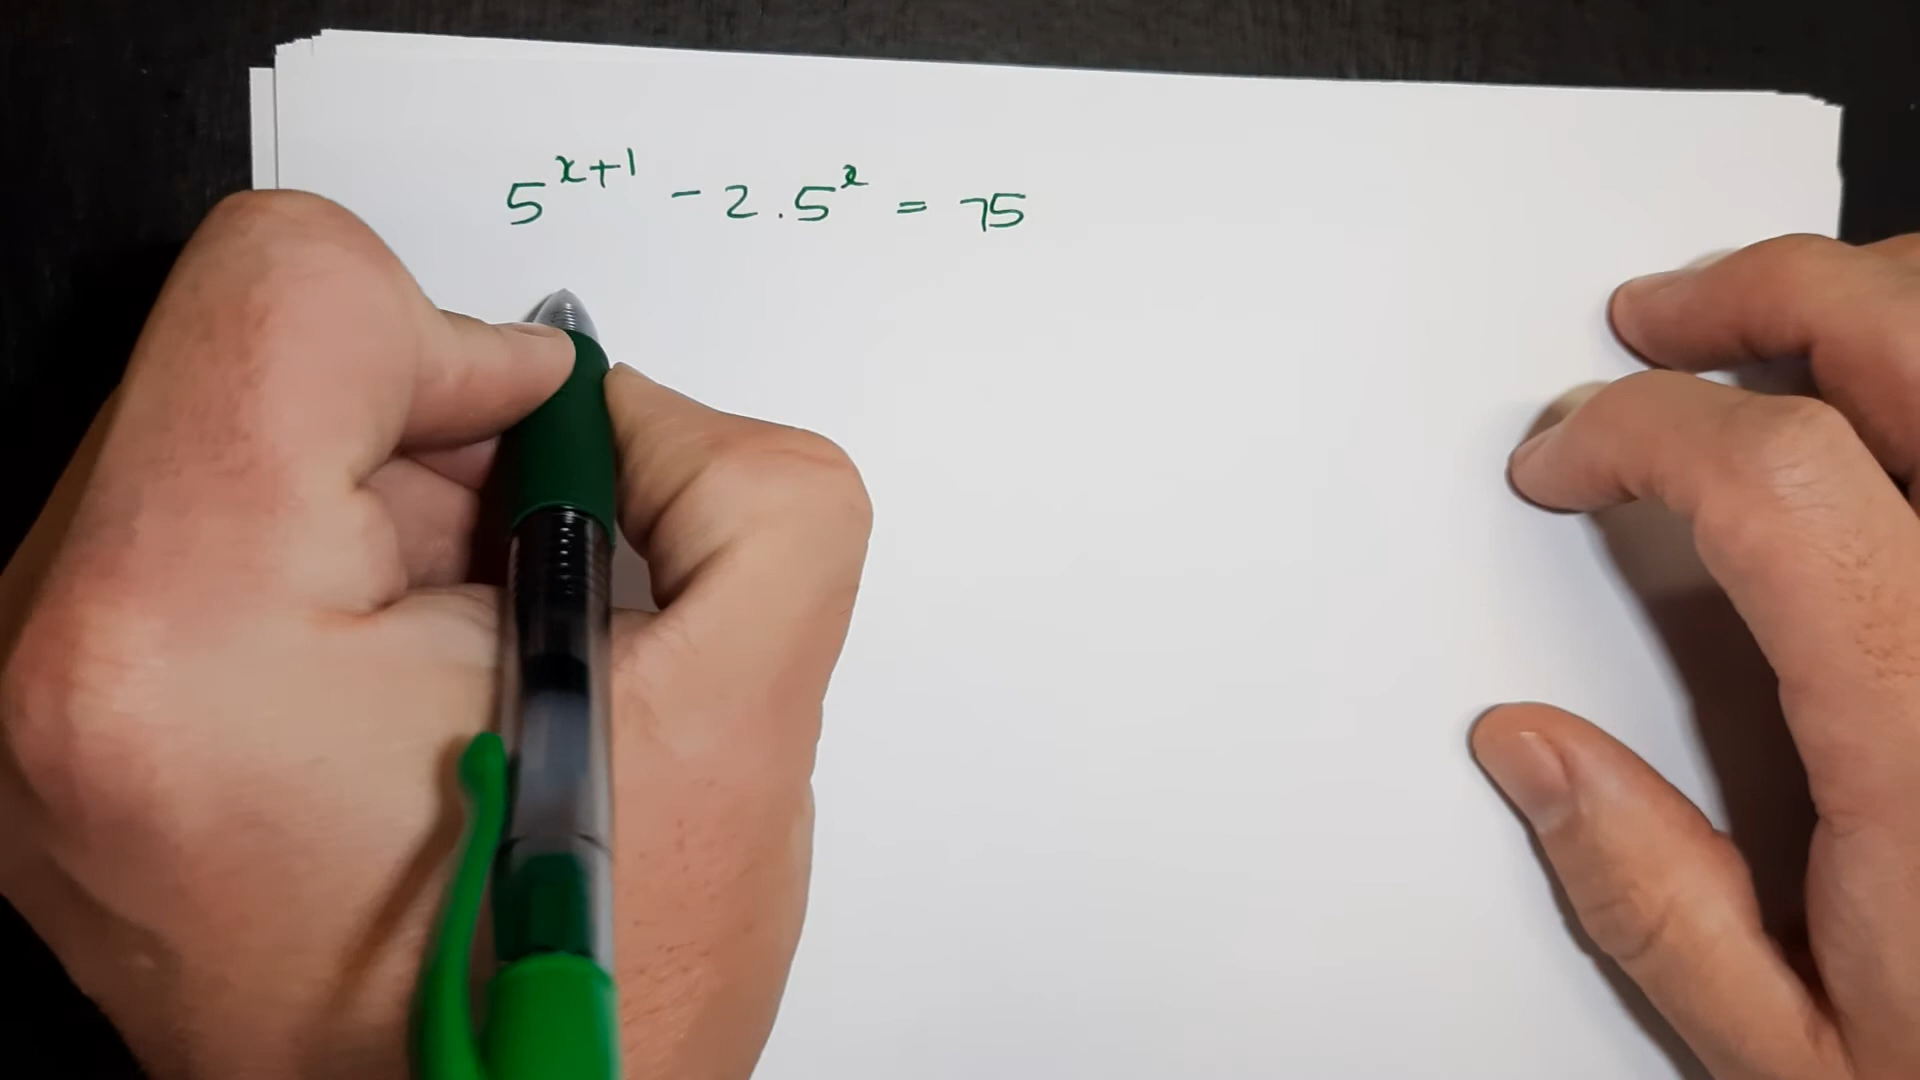 5^{x+1} - 2.5^x = 75